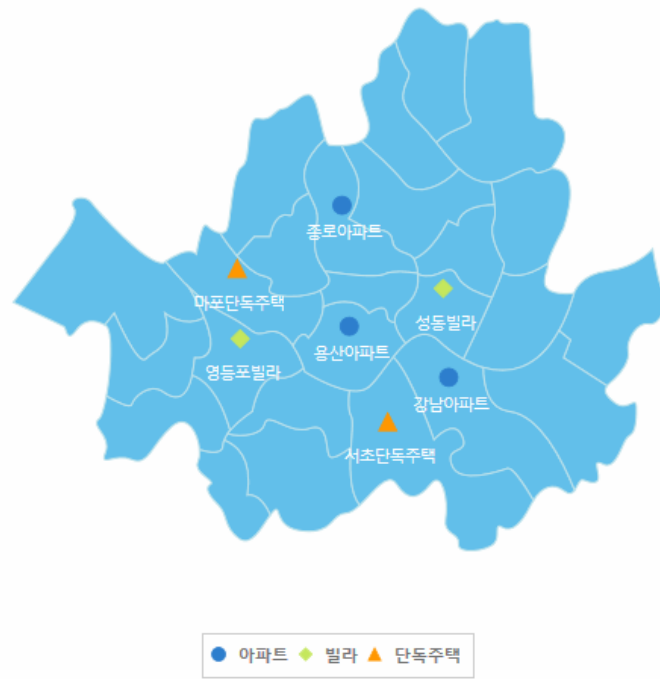 종로아파트
마포단독주택
성동빌라
용산아파트
영등포빌라
강남아파트
서초단독주택
아파트 빌라 단독주택